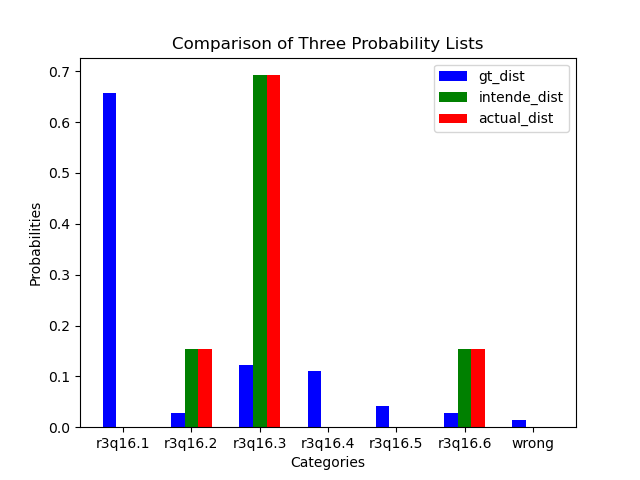 Comparison of Three Probability Lists
gt_dist
intende_dist
actual_dist
Probabilities
0.7
0.6
0.5
0.4
0.3
0.2
0.1
0.0
r3q16.1 r3q16.2 r3q16.3 r3q16.4 r3q16.5 r3q16.6 wrong
Categories